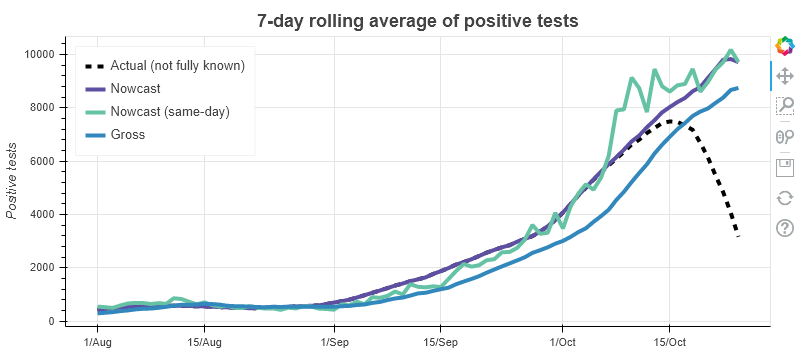 7-day rolling average of positive tests
Actual (not fully known)
Nowcast
Nowcast (same-day)
Gross
Positive tests
10000
8000
6000
4000
2000
0
1/Aug
15/Aug
1/Sep
15/Sep
1/Oct
15/Oct